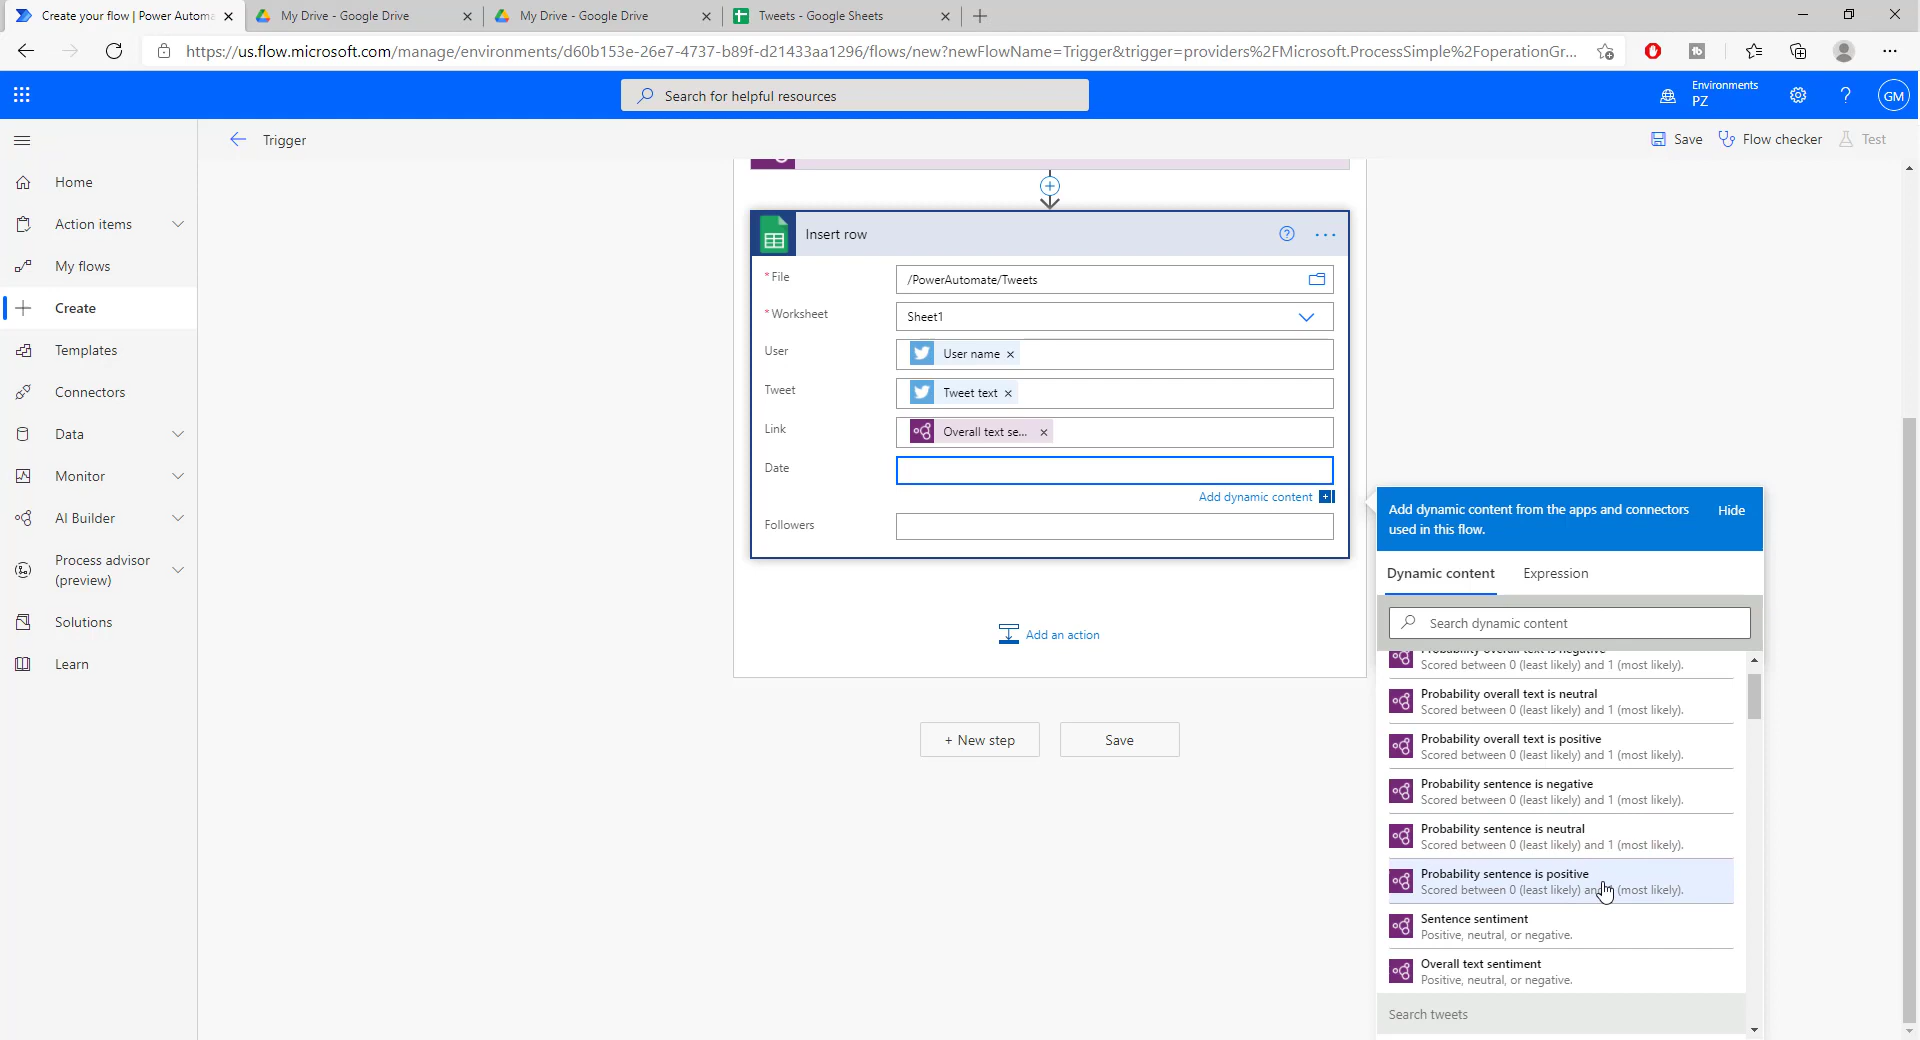 Create your flow | Power Automa
My Drive - Google Drive
My Drive - Google Drive
Tweets - Google Sheets
https://us.flow.microsoft.com/manage/environments/d60b153e-26e7-4737-b89f-d21433aa1296/flows/new?newFlowName=Trigger&trigger=providers%2FMicrosoft.ProcessSimple%2FoperationGr...
Search for helpful resources
Environments
PZ
GM
Trigger
Save
Flow checker
Test
Home
Action items
My flows
Create
Templates
Connectors
Data
Monitor
AI Builder
Process advisor
(preview)
Solutions
Learn
Insert row
* File
/PowerAutomate/Tweets
* Worksheet
Sheet1
User
User name
Tweet
Tweet text
Link
Overall text se...
Date
Add dynamic content
Followers
Add an action
+ New step
Save
Add dynamic content from the apps and connectors
used in this flow.
Hide
Dynamic content
Expression
Search dynamic content
Probability overall text is negative
Scored between 0 (least likely) and 1 (most likely).
Probability overall text is neutral
Scored between 0 (least likely) and 1 (most likely).
Probability overall text is positive
Scored between 0 (least likely) and 1 (most likely).
Probability sentence is negative
Scored between 0 (least likely) and 1 (most likely).
Probability sentence is neutral
Scored between 0 (least likely) and 1 (most likely).
Probability sentence is positive
Scored between 0 (least likely) and (most likely).
Sentence sentiment
Positive, neutral, or negative.
Overall text sentiment
Positive, neutral, or negative.
Search tweets